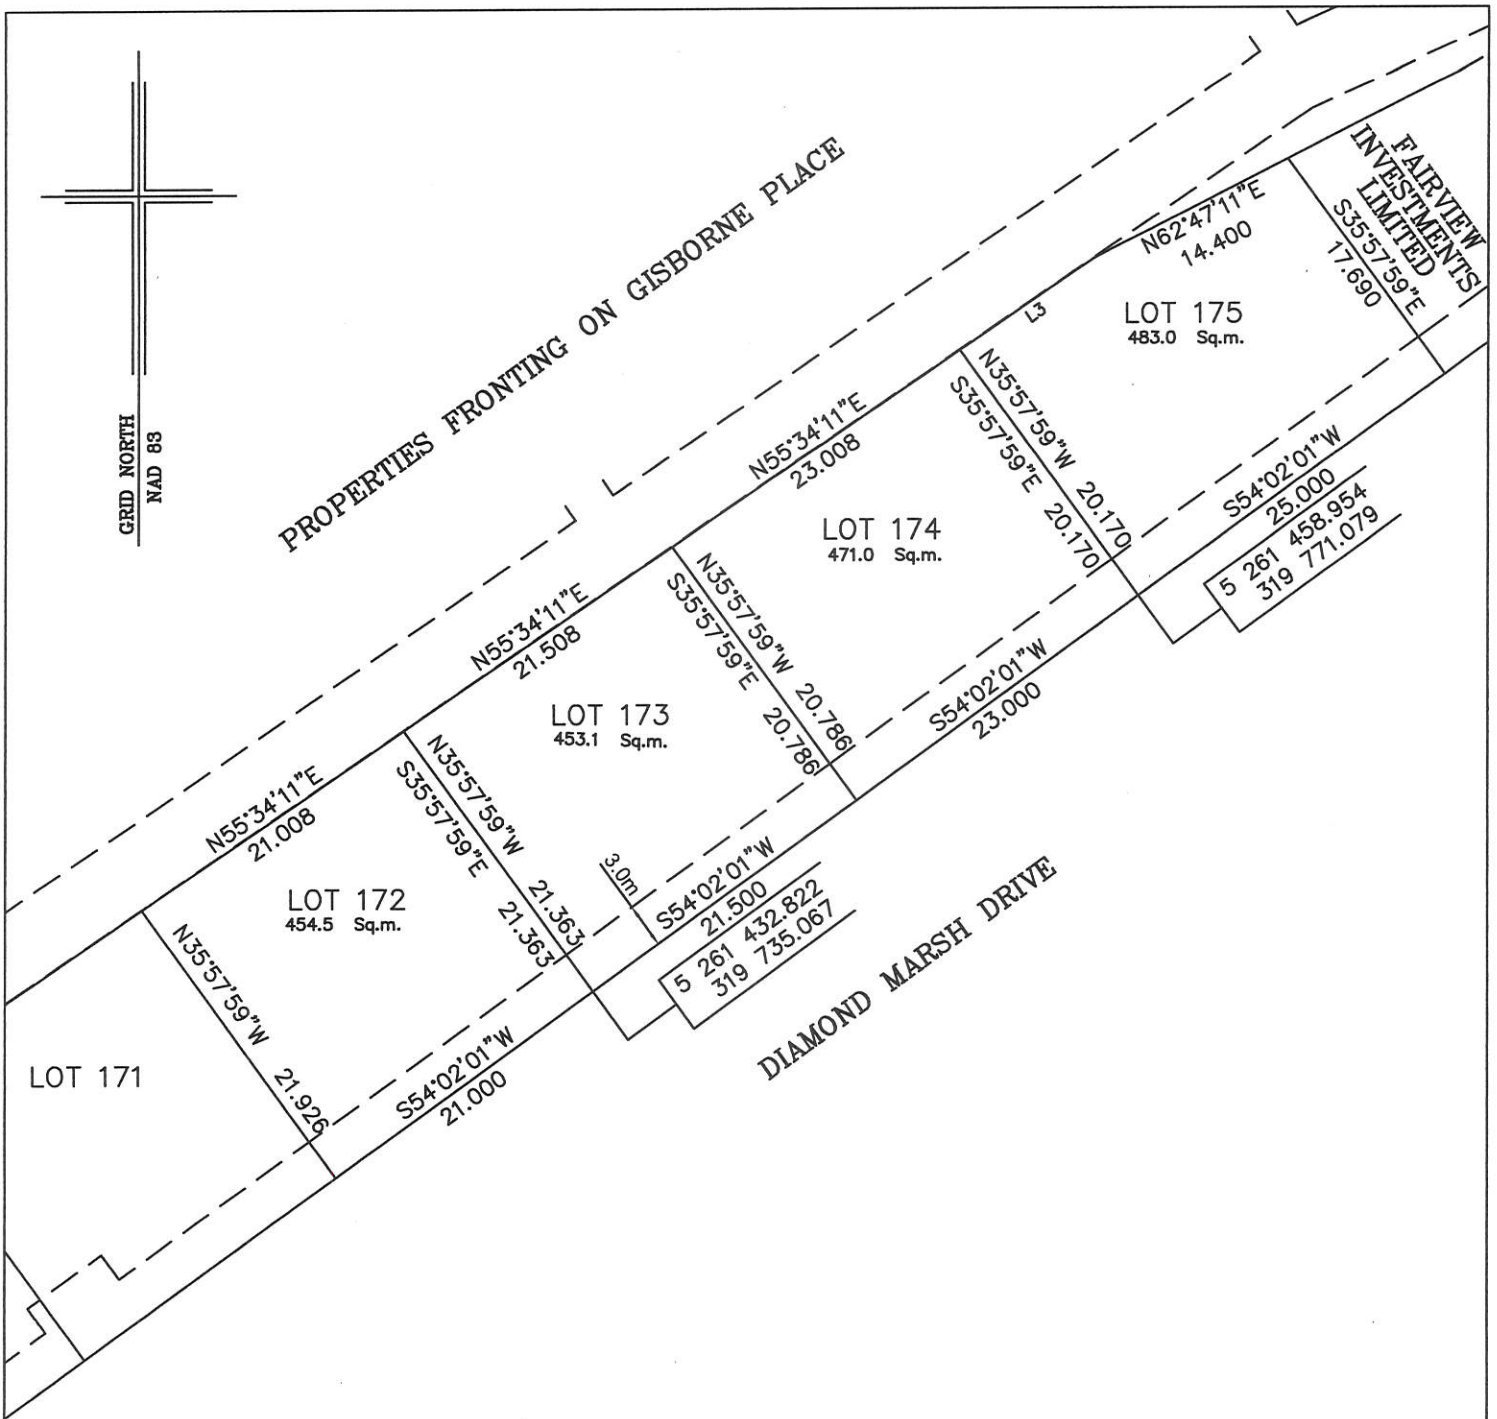 GRID NORTH
NAD 83
PROPERTIES FRONTING ON GISBORNE PLACE
FAIRVIEW
INVESTMENTS
LIMITED
N62°47'11"E
14.400
S35°57'59"E
17.690
L3
LOT 175
483.0 Sq.m.
N35°57'59"W 20.170
S35°57'59"E 20.170
S54°02'01"W
25.000
5 261 458.954
319 771.079
N55°34'11"E
23.008
LOT 174
471.0 Sq.m.
N35°57'59"W 20.786
S35°57'59"E 20.786
S54°02'01"W
23.000
N55°34'11"E
21.508
LOT 173
453.1 Sq.m.
N35°57'59"W 21.363
S35°57'59"E 21.363
3.0m
S54°02'01"W
21.500
5 261 432.822
319 735.067
N55°34'11"E
21.008
LOT 172
454.5 Sq.m.
N35°57'59"W 21.926
S54°02'01"W
21.000
LOT 171
DIAMOND MARSH DRIVE